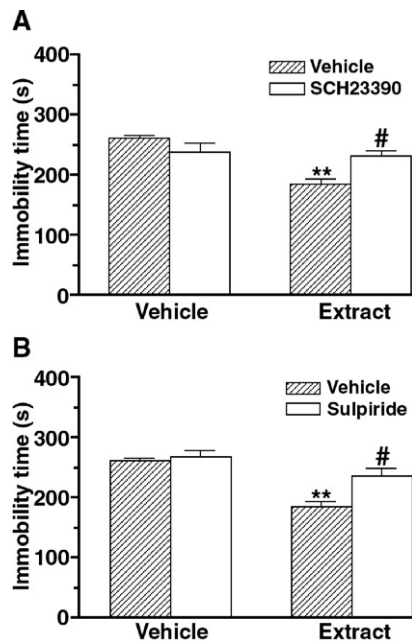 A
Immobility time (s)
400
300
200
100
0
Vehicle
SCH23390
**
#
Vehicle
Extract
B
Immobility time (s)
400
300
200
100
0
Vehicle
Sulpiride
**
#
Vehicle
Extract